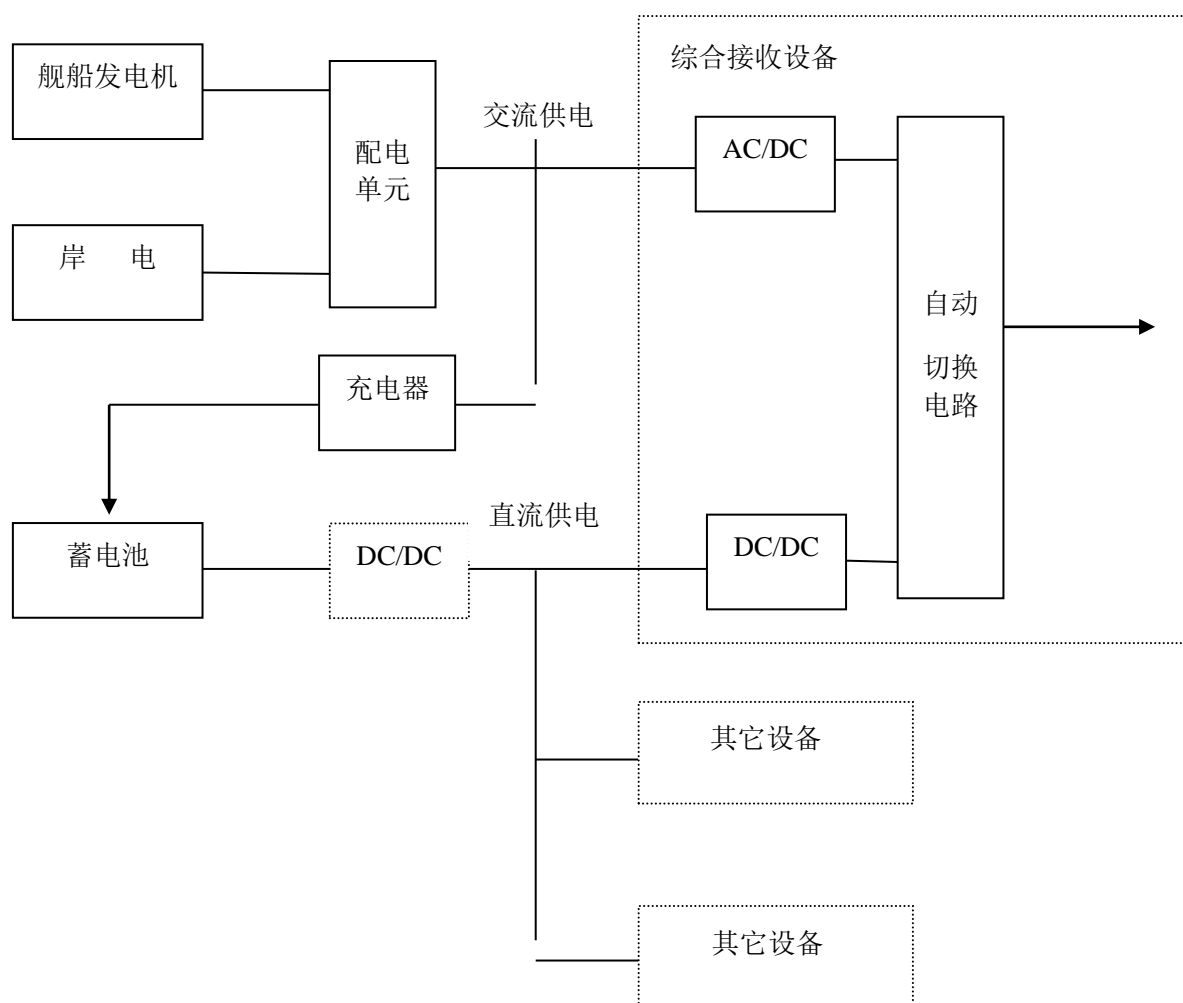 舰船发电机
岸 电
配电
单元
交流供电
综合接收设备
AC/DC
自动
切换
电路
充电器
蓄电池
DC/DC
直流供电
DC/DC
其它设备
其它设备